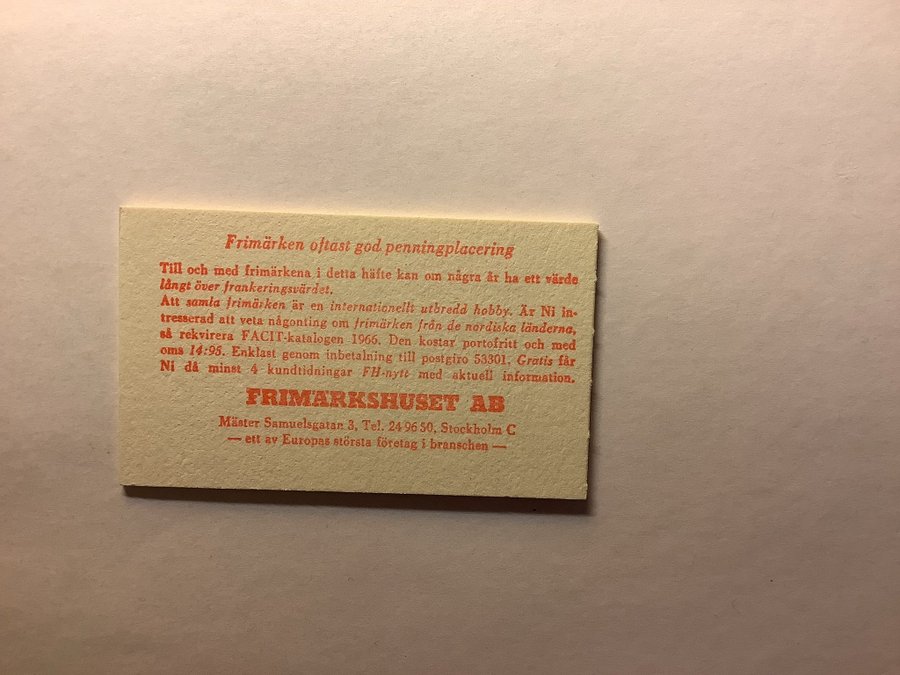 Frimärken oftast god penningplacering
Till och med frimärkena i detta häfte kan om några år ha ett värde
långt över frankeringsvärdet.
Att samla frimärken är en internationellt utbredd hobby. Är Ni in-
tresserad att veta någonting om frimärken från de nordiska länderna,
så rekvirera FACIT-katalogen 1966. Den kostar portofritt och med
oms 14:95. Enklast genom inbetalning till postgiro 53301. Gratis får
Ni då minst 4 kundtidningar FH-nytt med aktuell information.
FRIMÄRKSHUSET AB
Mäster Samuelsgatan 3, Tel. 24 96 50, Stockholm C
— ett av Europas största företag i branschen —